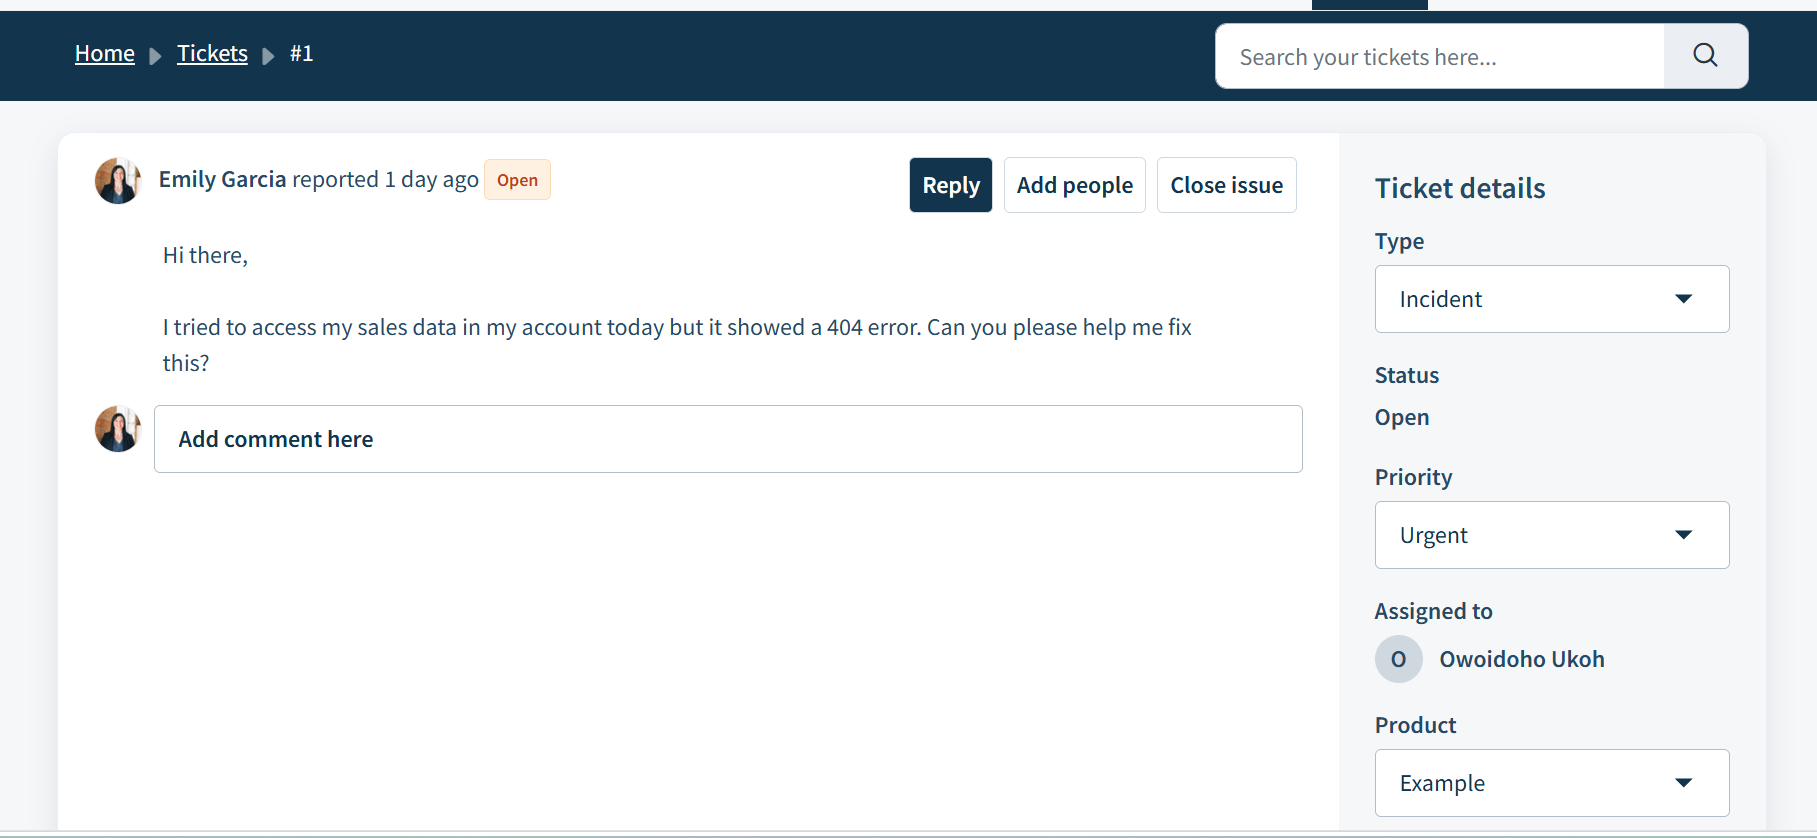 Home Tickets #1
Search your tickets here...
Emily Garcia reported 1 day ago Open
Reply Add people Close issue
Hi there,
I tried to access my sales data in my account today but it showed a 404 error. Can you please help me fix
this?
Add comment here
Ticket details
Type
Incident
Status
Open
Priority
Urgent
Assigned to
O Owoidoho Ukoh
Product
Example